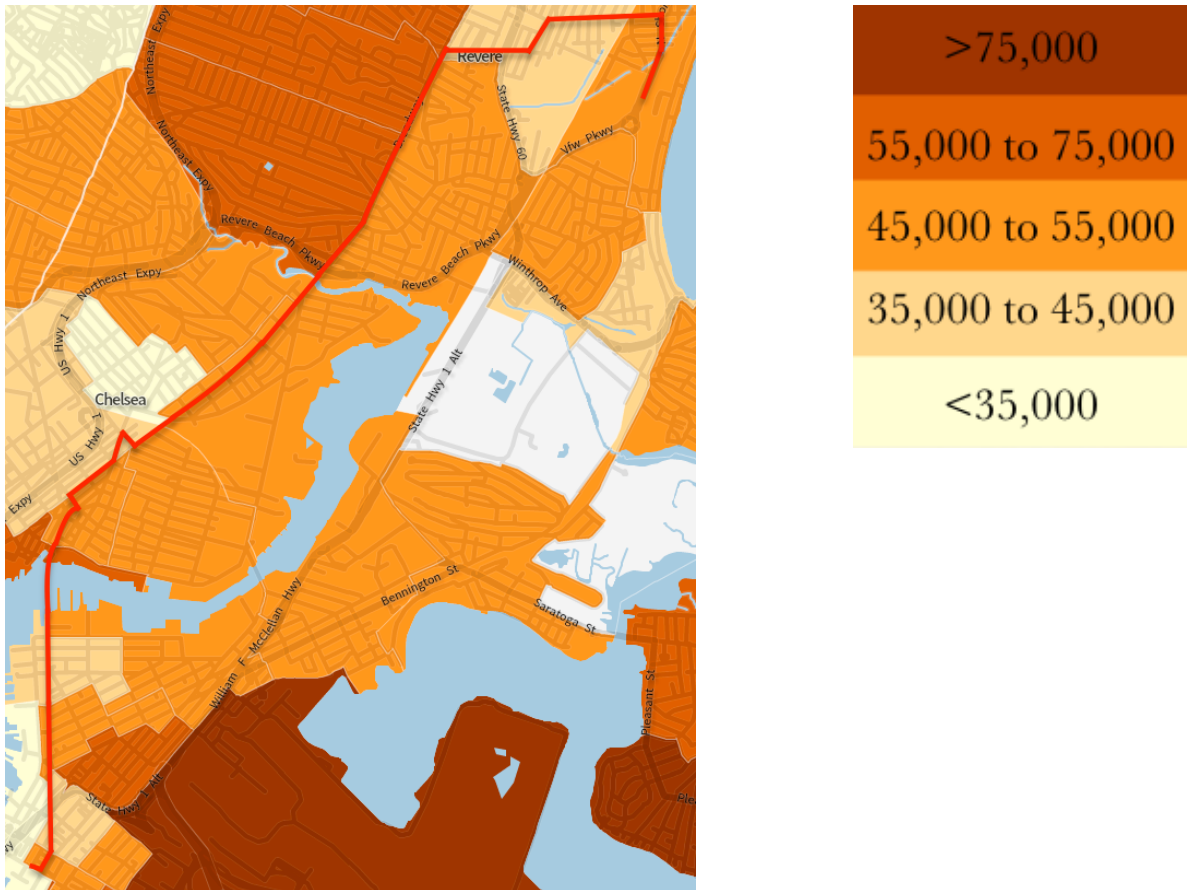 Northeast Expy
Revere
State Hwy 60
Vfw Pkwy
Northeast Expy
Revere Beach Pkwy
Revere Beach Pkwy
Winthrop Ave
Northeast Expy
US Hwy 1
State Hwy 1 Alt
Chelsea
US Hwy 1
Expy
Bennington St
Saratoga St
William F McClellan Hwy
Pleasant St
State Hwy 1 Alt
Plea
>75,000
55,000 to 75,000
45,000 to 55,000
35,000 to 45,000
<35,000